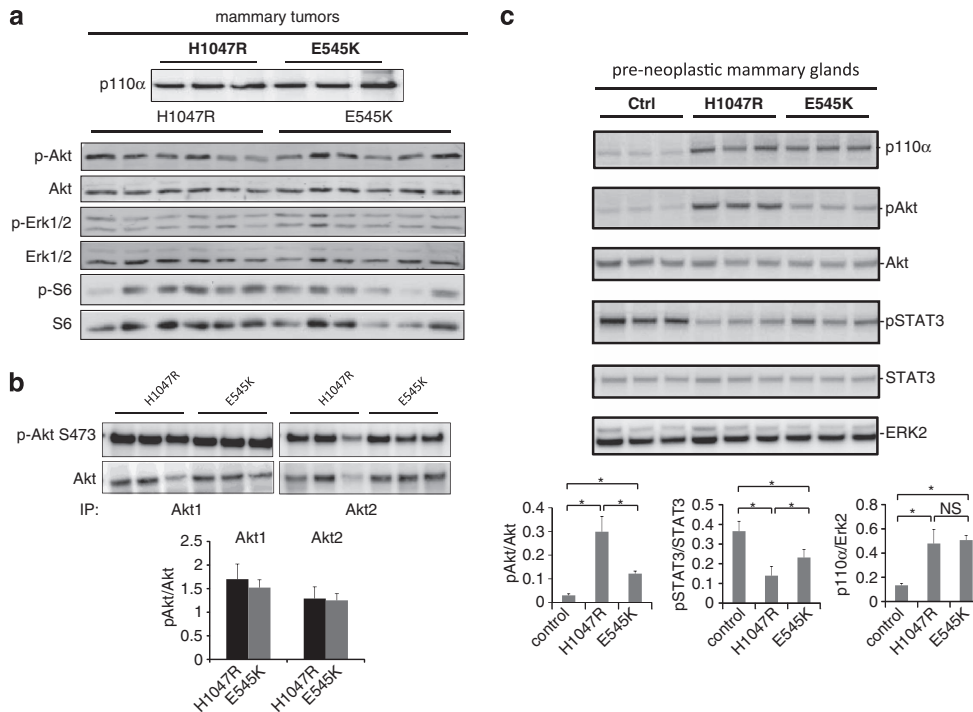 a
mammary tumors
H1047R E545K
p110α
H1047R E545K
p-Akt
Akt
p-Erk1/2
Erk1/2
p-S6
S6
b
H1047R E545K H1047R E545K
p-Akt S473
Akt
IP: Akt1 Akt2
2.5
2
1.5
1
0.5
0
pAkt/Akt
Akt1 Akt2
H1047R E545K H1047R E545K
c
pre-neoplastic mammary glands
Ctrl H1047R E545K
p110α
pAkt
Akt
pSTAT3
STAT3
ERK2
pAkt/Akt
0.4
0.3
0.2
0.1
0
* * *
control H1047R E545K
pSTAT3/STAT3
0.5
0.4
0.3
0.2
0.1
0
* * *
control H1047R E545K
p110α/Erk2
0.8
0.6
0.4
0.2
0
*
* NS
control H1047R E545K